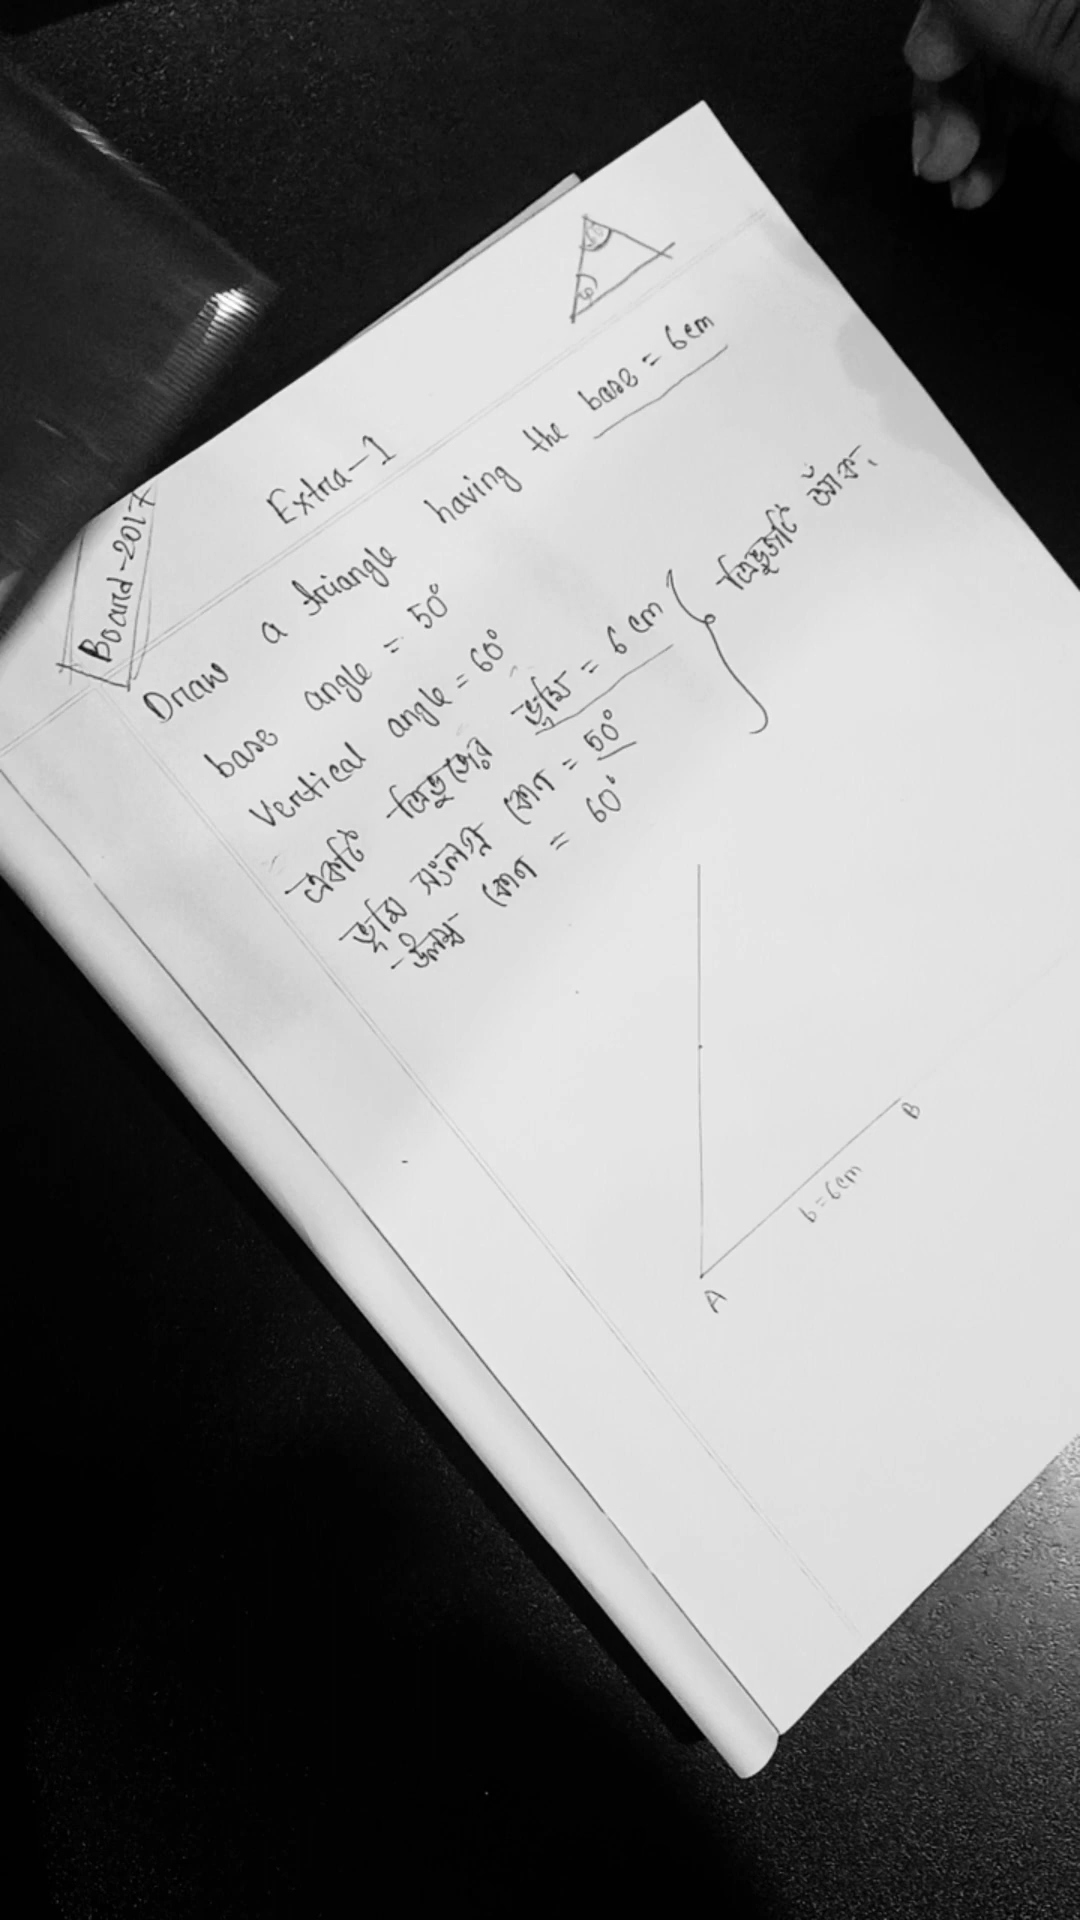 Board-2017
Extra-1
Draw a triangle having the base = 6cm
base angle = 50°
Vertical angle = 60°
একটি ত্রিভুজের ভূমি = 6 cm
ভূমি সংলগ্ন কোণ = 50°
কোণ = 60°
ত্রিভুজটি আঁক।
A
B
b=6cm